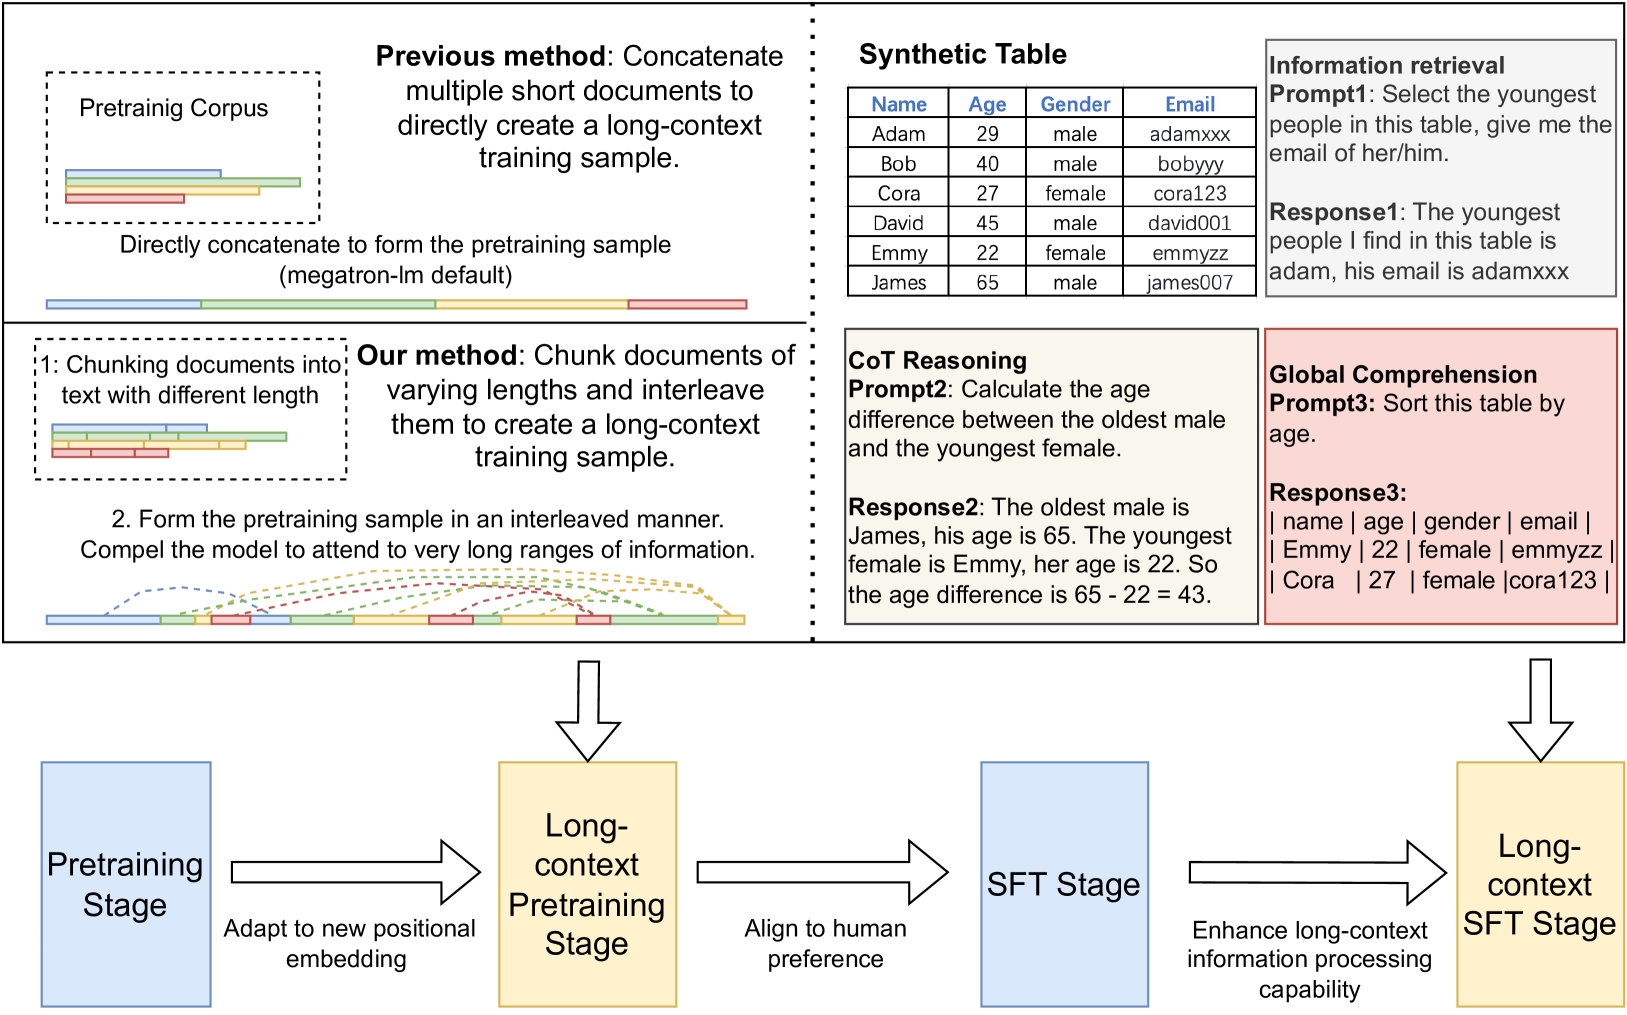 Previous method: Concatenate
multiple short documents to
directly create a long-context
training sample.
Pretrainig Corpus
Directly concatenate to form the pretraining sample
(megatron-lm default)
1: Chunking documents into
text with different length
Our method: Chunk documents of
varying lengths and interleave
them to create a long-context
training sample.
2. Form the pretraining sample in an interleaved manner.
Compel the model to attend to very long ranges of information.
Synthetic Table
Name Age Gender Email
Adam 29 male adamxxx
Bob 40 male bobyyy
Cora 27 female cora123
David 45 male david001
Emmy 22 female emmyzz
James 65 male james007
Information retrieval
Prompt1: Select the youngest
people in this table, give me the
email of her/him.
Response1: The youngest
people I find in this table is
adam, his email is adamxxx
CoT Reasoning
Prompt2: Calculate the age
difference between the oldest male
and the youngest female.
Response2: The oldest male is
James, his age is 65. The youngest
female is Emmy, her age is 22. So
the age difference is 65 - 22 = 43.
Global Comprehension
Prompt3: Sort this table by
age.
Response3:
| name | age | gender | email |
| Emmy | 22 | female | emmyzz |
| Cora | 27 | female |cora123 |
Pretraining
Stage
Adapt to new positional
embedding
Long-
context
Pretraining
Stage
Align to human
preference
SFT Stage
Enhance long-context
information processing
capability
Long-
context
SFT Stage